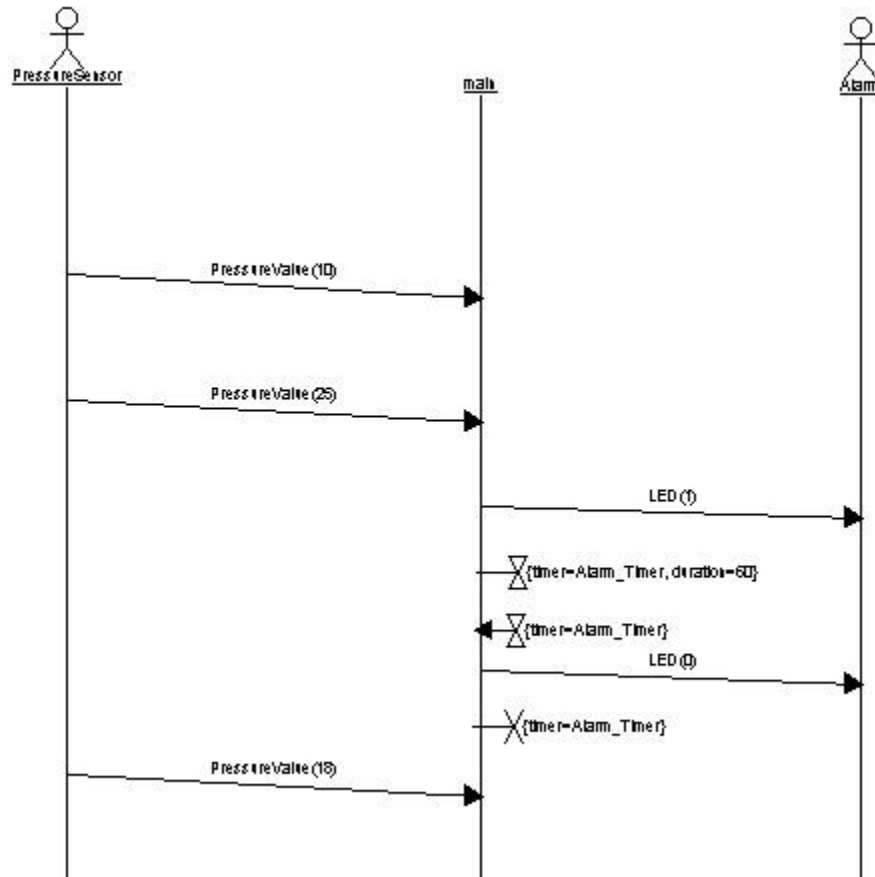 PressureSensor
main
Alarm
PressureValue(10)
PressureValue(25)
LED(1)
{timer=Alarm_Timer, duration=60}
{timer=Alarm_Timer}
LED(0)
{timer=Alarm_Timer}
PressureValue(18)